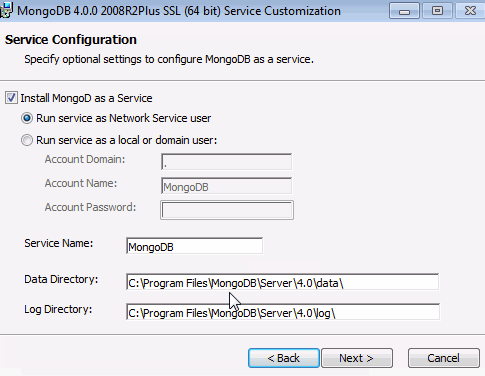 MongoDB 4.0.0 2008R2Plus SSL (64 bit) Service Customization
Service Configuration
Specify optional settings to configure MongoDB as a service.
Install MongoD as a Service
Run service as Network Service user
Run service as a local or domain user:
Account Domain: .
Account Name: MongoDB
Account Password:
Service Name: MongoDB
Data Directory: C:\Program Files\MongoDB\Server\4.0\data\
Log Directory: C:\Program Files\MongoDB\Server\4.0\log\
< Back Next > Cancel